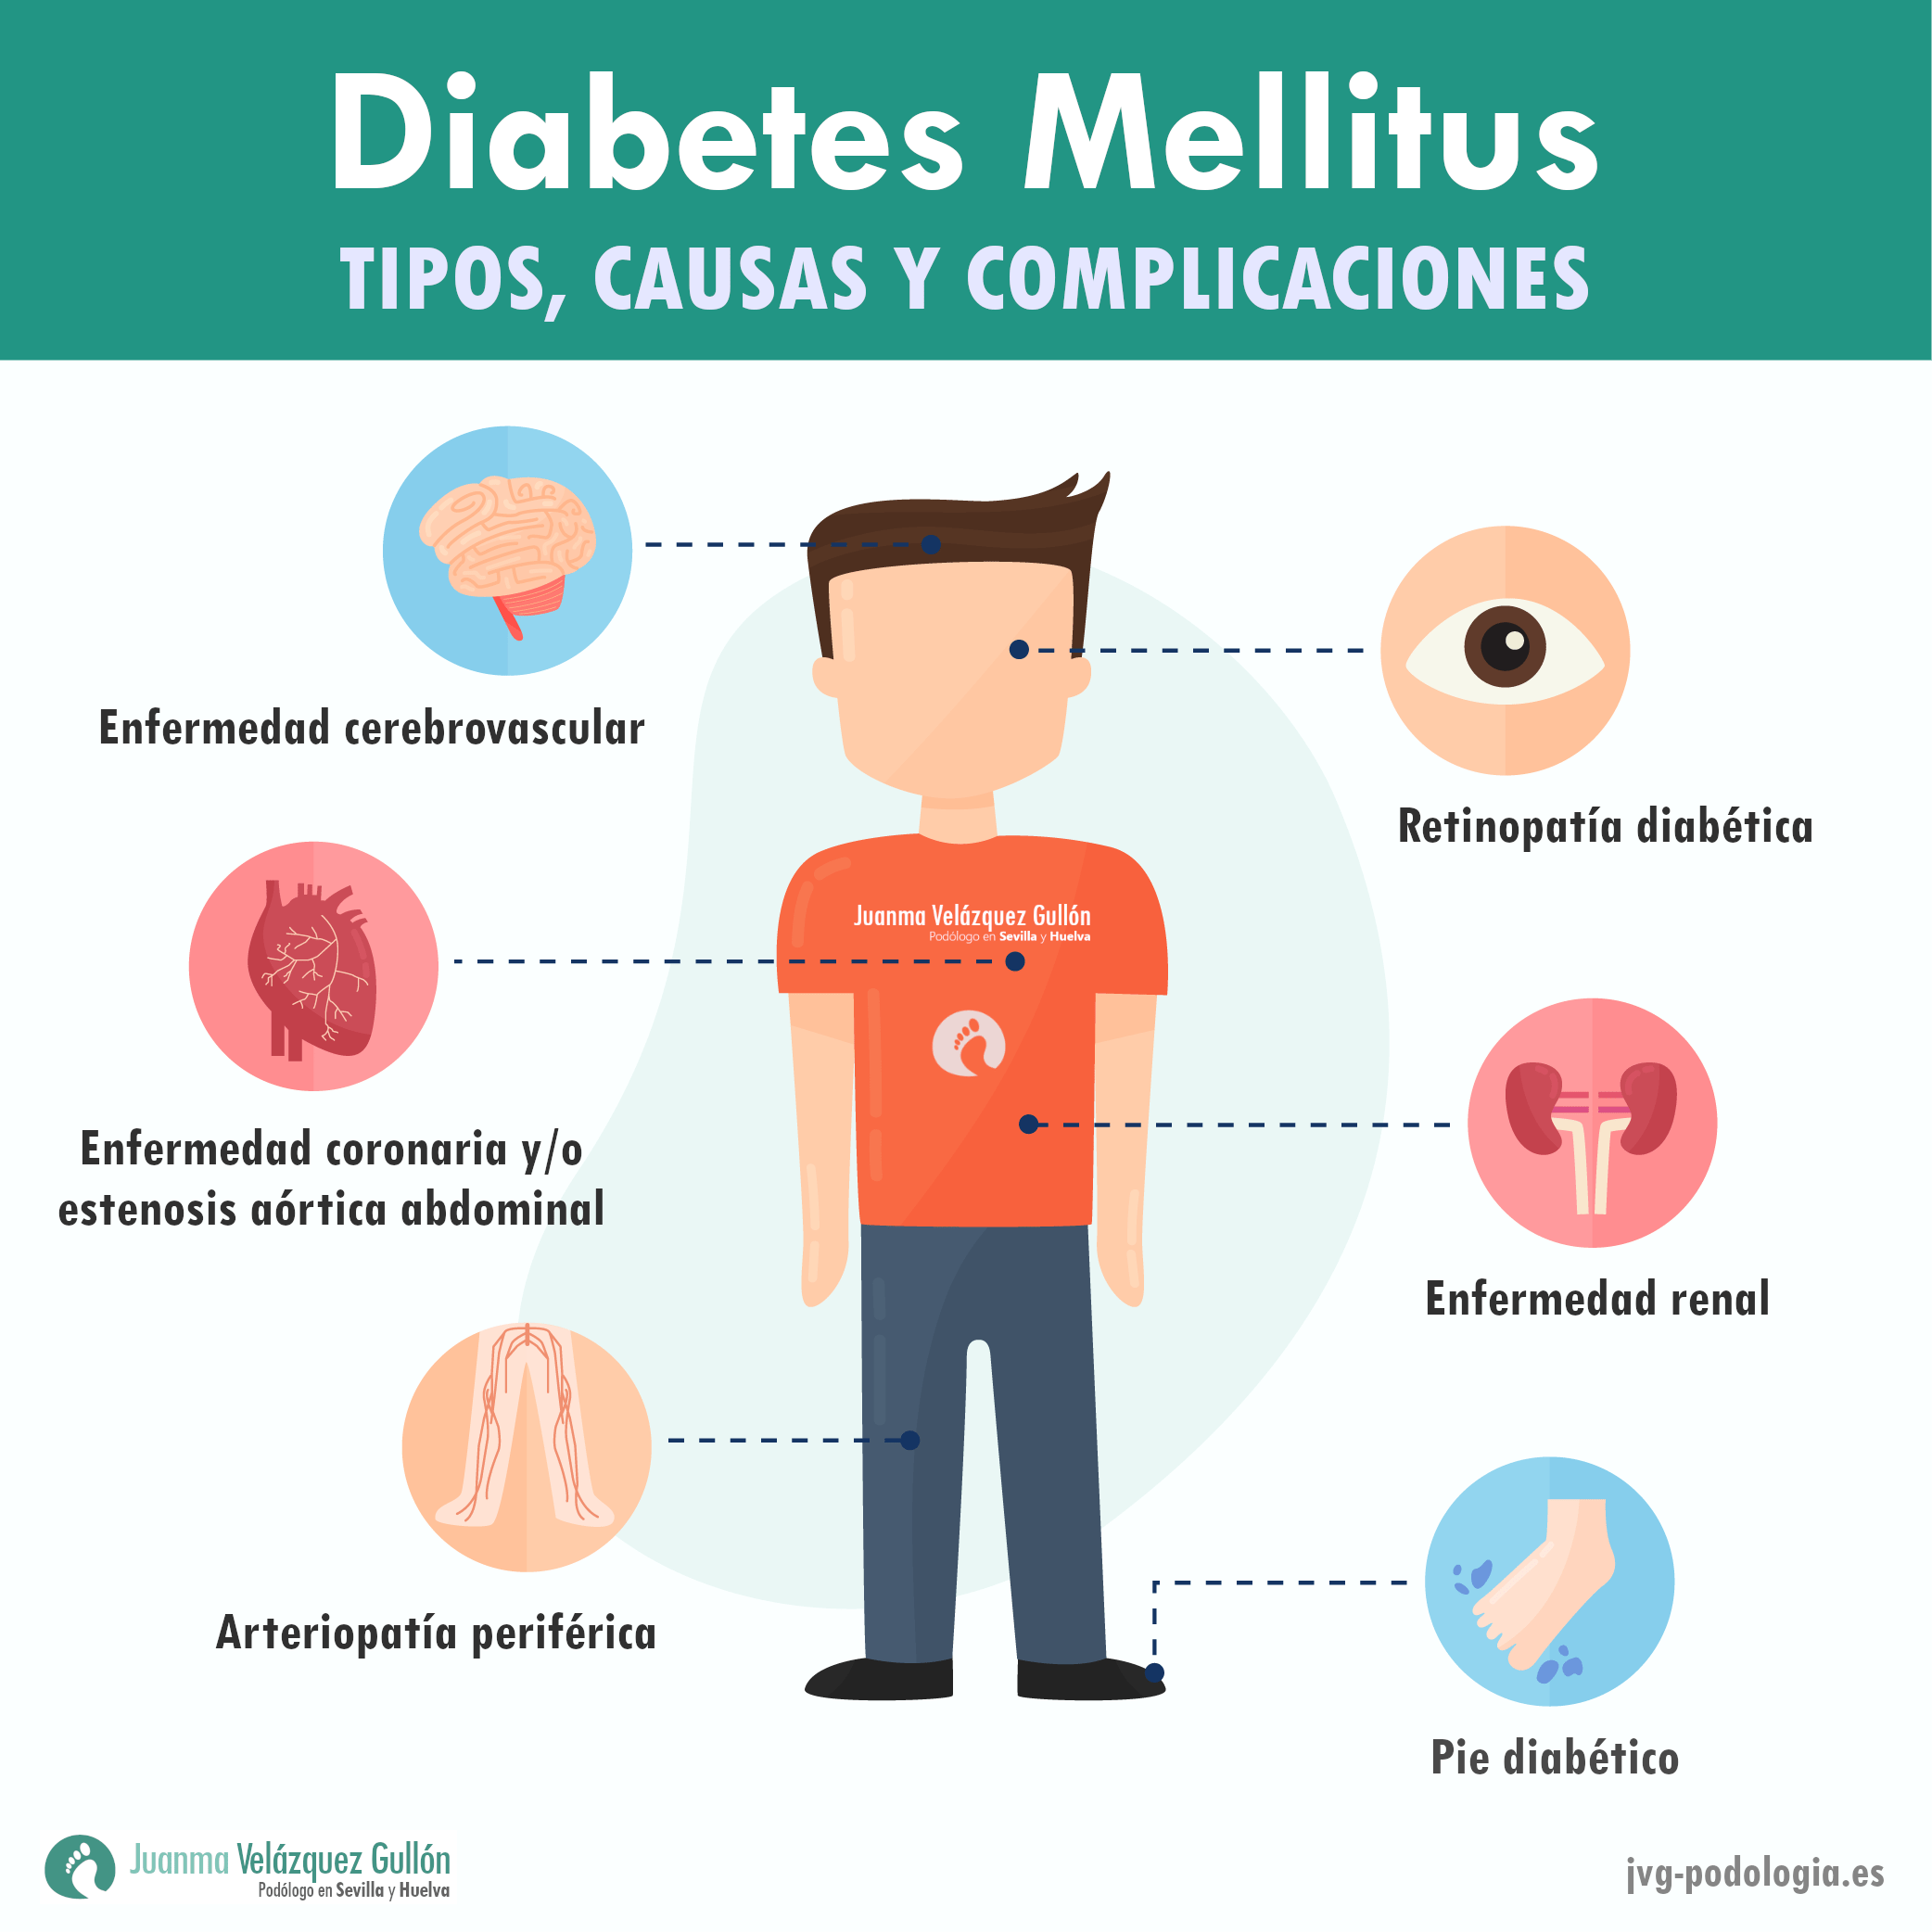 Diabetes Mellitus
TIPOS, CAUSAS Y COMPLICACIONES
Enfermedad cerebrovascular
Retinopatía diabética
Juanma Velázquez Gullón
Podólogo en Sevilla y Huelva
Enfermedad coronaria y/o
estenosis aórtica abdominal
Enfermedad renal
Arteriopatía periférica
Pie diabético
Juanma Velázquez Gullón
Podólogo en Sevilla y Huelva
jvg-podologia.es